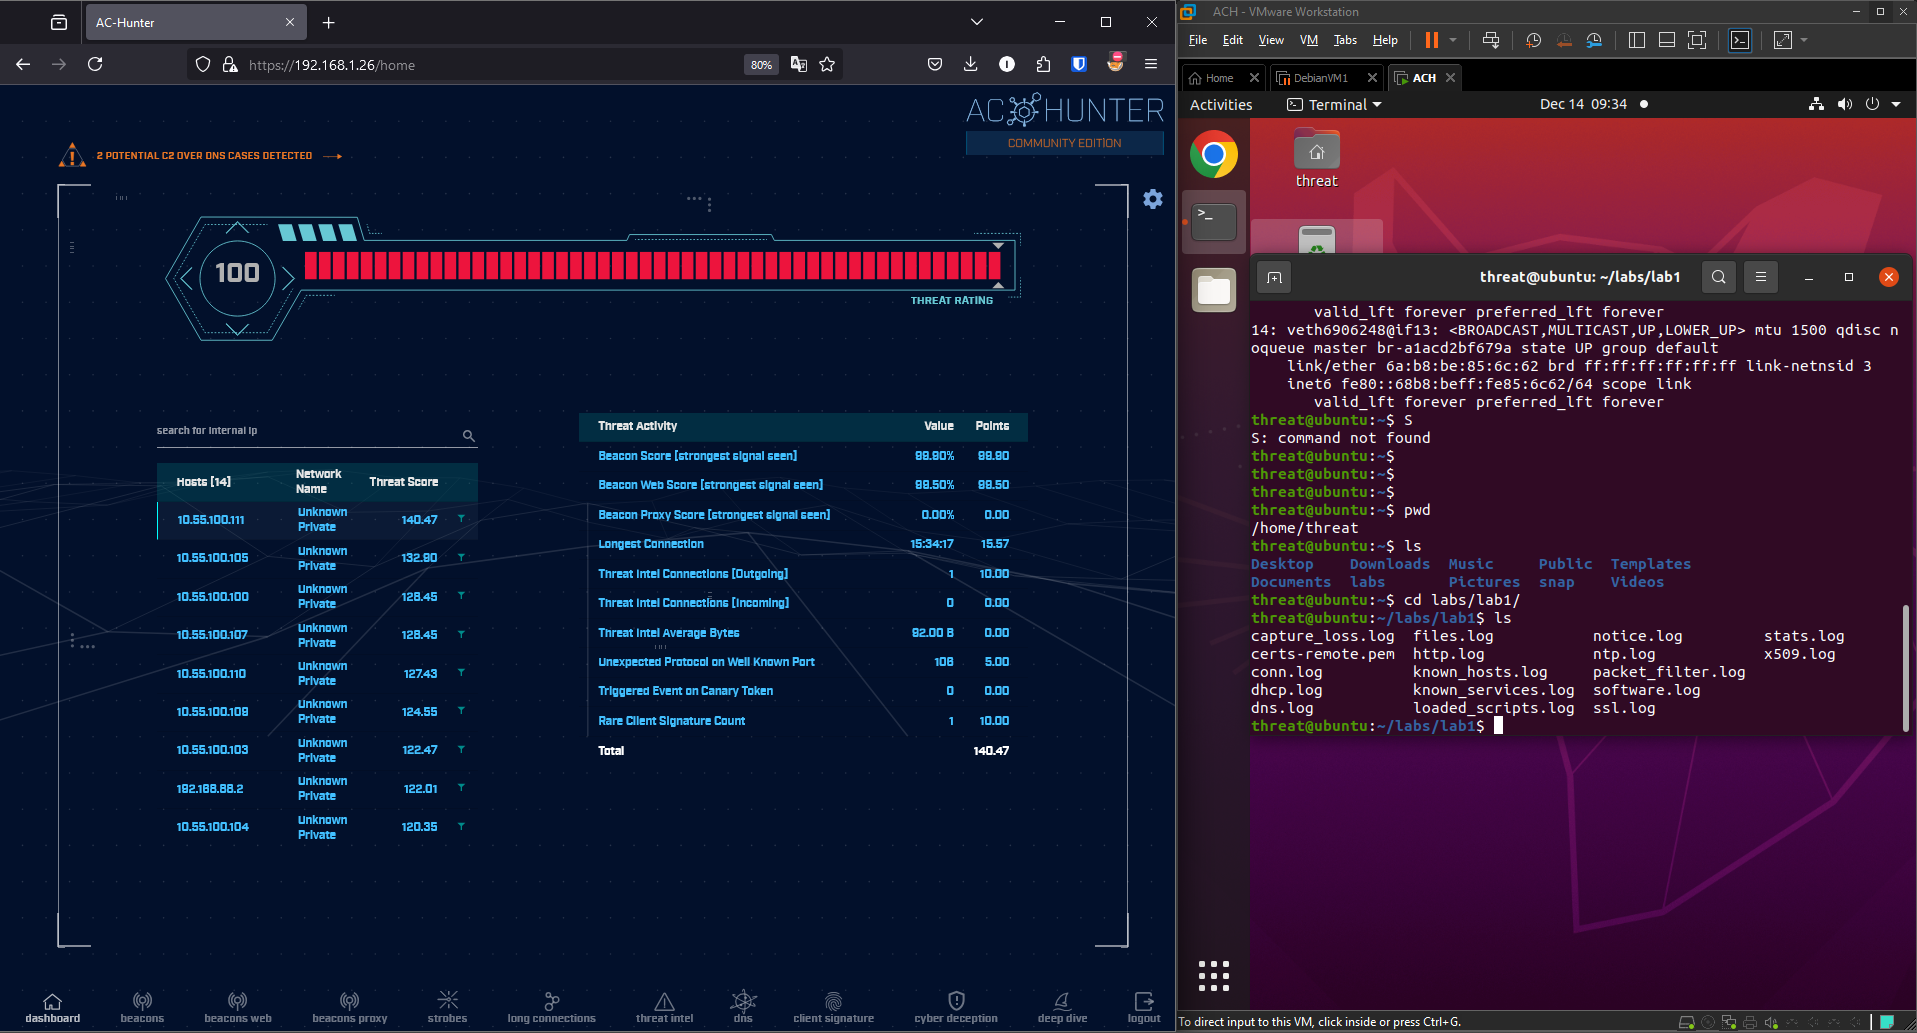 AC-Hunter
https://192.168.1.26/home
80%
AC HUNTER
COMMUNITY EDITION
2 POTENTIAL C2 OVER DNS CASES DETECTED
100
THREAT RATING
search for internal ip
Hosts [14] Network Name Threat Score
10.55.100.111 Unknown Private 140.47
10.55.100.105 Unknown Private 132.90
10.55.100.100 Unknown Private 128.45
10.55.100.107 Unknown Private 128.45
10.55.100.110 Unknown Private 127.43
10.55.100.109 Unknown Private 124.55
10.55.100.103 Unknown Private 122.47
192.168.88.2 Unknown Private 122.01
10.55.100.104 Unknown Private 120.35
Threat Activity Value Points
Beacon Score [strongest signal seen] 99.90% 99.90
Beacon Web Score [strongest signal seen] 99.50% 99.50
Beacon Proxy Score [strongest signal seen] 0.00% 0.00
Longest Connection 15:34:17 15.57
Threat Intel Connections [Outgoing] 1 10.00
Threat Intel Connections [Incoming] 0 0.00
Threat Intel Average Bytes 92.00 B 0.00
Unexpected Protocol on Well Known Port 106 5.00
Triggered Event on Canary Token 0 0.00
Rare Client Signature Count 1 10.00
Total 140.47
dashboard beacons beacons web beacons proxy strobes long connections threat intel dns client signature cyber deception deep dive logout
ACH - VMware Workstation
File Edit View VM Tabs Help
Home DebianVM1 ACH
Activities Terminal Dec 14 09:34
threat
threat@ubuntu: ~/labs/lab1
valid_lft forever preferred_lft forever
14: veth6906248@if13: <BROADCAST,MULTICAST,UP,LOWER_UP> mtu 1500 qdisc n
oqueue master br-a1acd2bf679a state UP group default
link/ether 6a:b8:be:85:6c:62 brd ff:ff:ff:ff:ff:ff link-netnsid 3
inet6 fe80::68b8:beff:fe85:6c62/64 scope link
valid_lft forever preferred_lft forever
threat@ubuntu:~$ S
S: command not found
threat@ubuntu:~$
threat@ubuntu:~$
threat@ubuntu:~$
threat@ubuntu:~$ pwd
/home/threat
threat@ubuntu:~$ ls
Desktop Downloads Music Public Templates
Documents labs Pictures snap Videos
threat@ubuntu:~$ cd labs/lab1/
threat@ubuntu:~/labs/lab1$ ls
capture_loss.log files.log notice.log stats.log
certs-remote.pem http.log ntp.log x509.log
conn.log known_hosts.log packet_filter.log
dhcp.log known_services.log software.log
dns.log loaded_scripts.log ssl.log
threat@ubuntu:~/labs/lab1$
To direct input to this VM, click inside or press Ctrl+G.